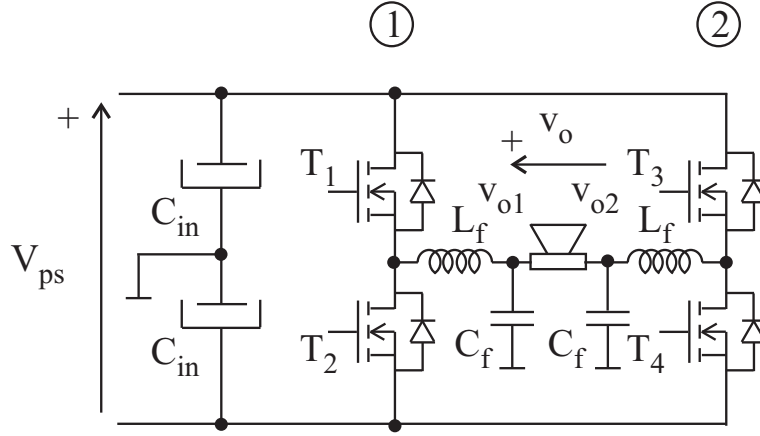 1 2
+ + v_o
T_1 T_3
v_o1 v_o2
C_in L_f L_f
V_ps
C_in T_2 C_f C_f T_4